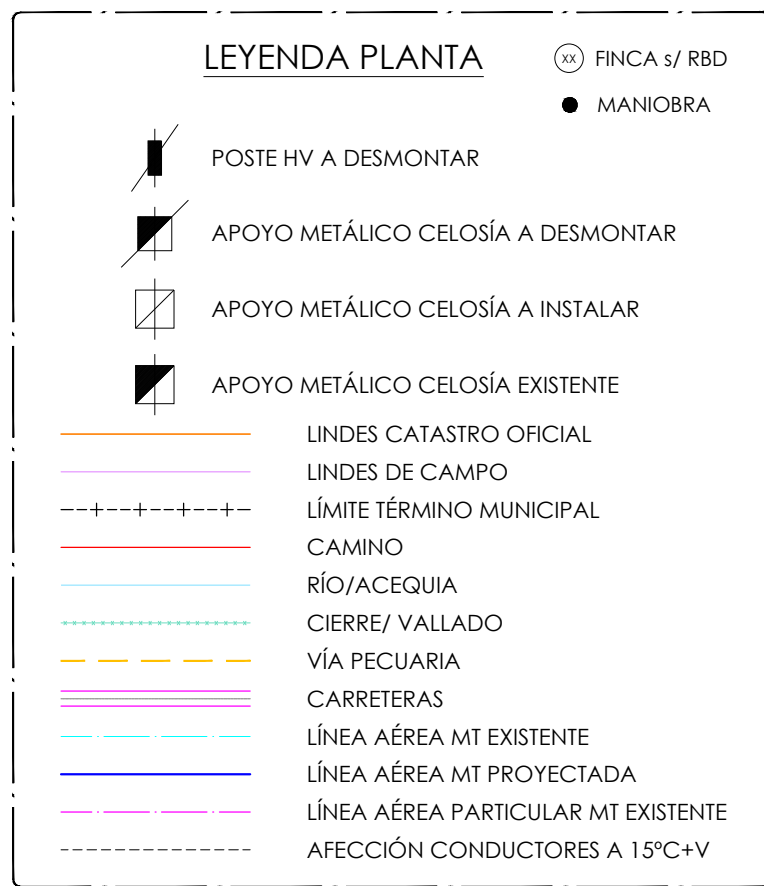 LEYENDA PLANTA
xx FINCA s/ RBD
MANIOBRA
POSTE HV A DESMONTAR
APOYO METÁLICO CELOSÍA A DESMONTAR
APOYO METÁLICO CELOSÍA A INSTALAR
APOYO METÁLICO CELOSÍA EXISTENTE
LINDES CATASTRO OFICIAL
LINDES DE CAMPO
LÍMITE TÉRMINO MUNICIPAL
CAMINO
RÍO/ACEQUIA
CIERRE/ VALLADO
VÍA PECUARIA
CARRETERAS
LÍNEA AÉREA MT EXISTENTE
LÍNEA AÉREA MT PROYECTADA
LÍNEA AÉREA PARTICULAR MT EXISTENTE
AFECCIÓN CONDUCTORES A 15ºC+V